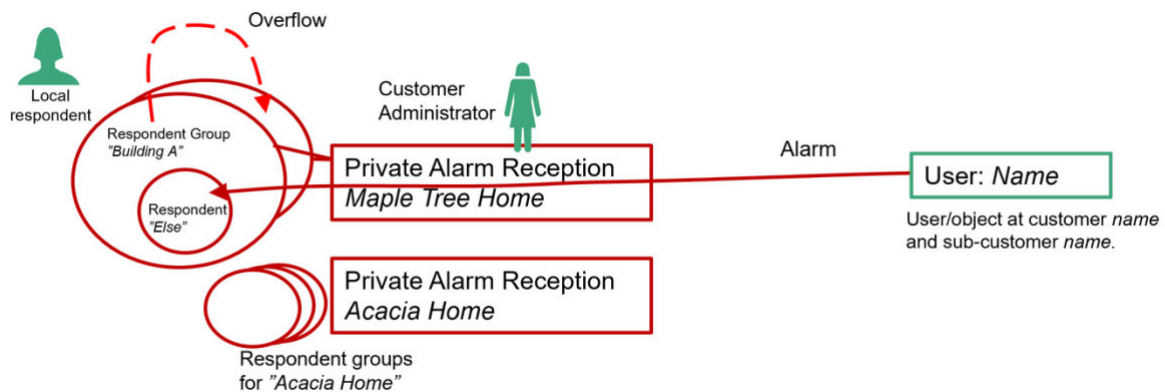 Overflow
Local
respondent
Customer
Administrator
Respondent Group
"Building A"
Respondent
"Else"
Private Alarm Reception
Maple Tree Home
Alarm
User: Name
User/object at customer name
and sub-customer name.
Private Alarm Reception
Acacia Home
Respondent groups
for "Acacia Home"